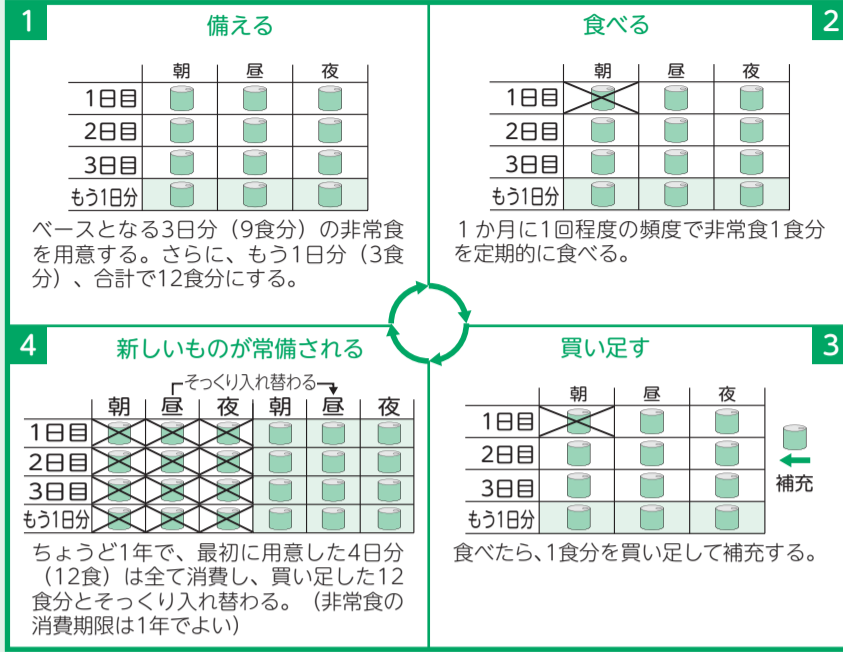 1
備える
朝 昼 夜
1日目
2日目
3日目
もう1日分
ベースとなる3日分（9食分）の非常食
を用意する。さらに、もう1日分（3食
分）、合計で12食分にする。
2
食べる
朝 昼 夜
1日目
2日目
3日目
もう1日分
1か月に1回程度の頻度で非常食1食分
を定期的に食べる。
3
買い足す
朝 昼 夜
1日目
2日目
3日目
もう1日分
補充
食べたら、1食分を買い足して補充する。
4
新しいものが常備される
そっくり入れ替わる
朝 昼 夜 朝 昼 夜
1日目
2日目
3日目
もう1日分
ちょうど1年で、最初に用意した4日分
（12食）は全て消費し、買い足した12
食分とそっくり入れ替わる。（非常食の
消費期限は1年でよい）